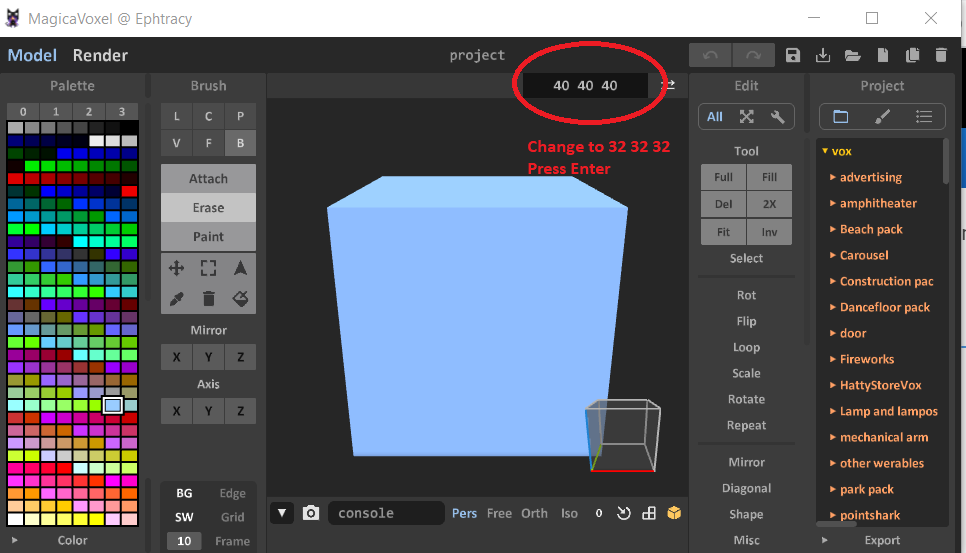 MagicaVoxel @ Ephtracy
Model Render
project
40 40 40
Palette
0 1 2 3
Color
Brush
L C P
V F B
Attach
Erase
Paint
Mirror
X Y Z
Axis
X Y Z
BG Edge
SW Grid
10 Frame
Change to 32 32 32
Press Enter
console
Pers Free Orth Iso 0
Edit
All
Tool
Full Fill
Del 2X
Fit Inv
Select
Rot
Flip
Loop
Scale
Rotate
Repeat
Mirror
Diagonal
Shape
Misc
Project
vox
advertising
amphitheater
Beach pack
Carousel
Construction pac
Dancefloor pack
door
Fireworks
HattyStoreVox
Lamp and lampos
mechanical arm
other werables
park pack
pointshark
Export